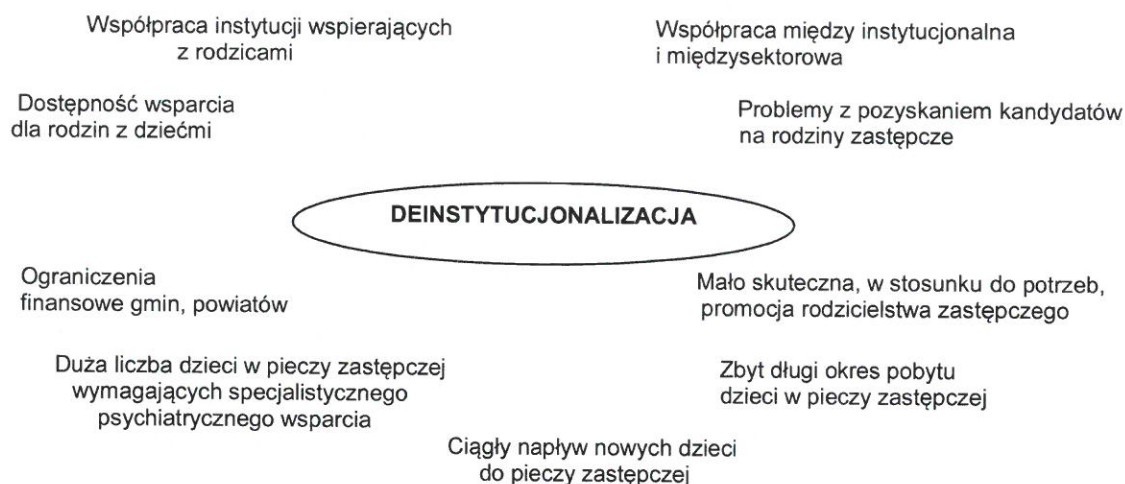 Współpraca instytucji wspierających
z rodzicami
Współpraca między instytucjonalna
i międzysektorowa
Dostępność wsparcia
dla rodzin z dziećmi
Problemy z pozyskaniem kandydatów
na rodziny zastępcze
DEINSTYTUCJONALIZACJA
Ograniczenia
finansowe gmin, powiatów
Mało skuteczna, w stosunku do potrzeb,
promocja rodzicielstwa zastępczego
Duża liczba dzieci w pieczy zastępczej
wymagających specjalistycznego
psychiatrycznego wsparcia
Zbyt długi okres pobytu
dzieci w pieczy zastępczej
Ciągły napływ nowych dzieci
do pieczy zastępczej